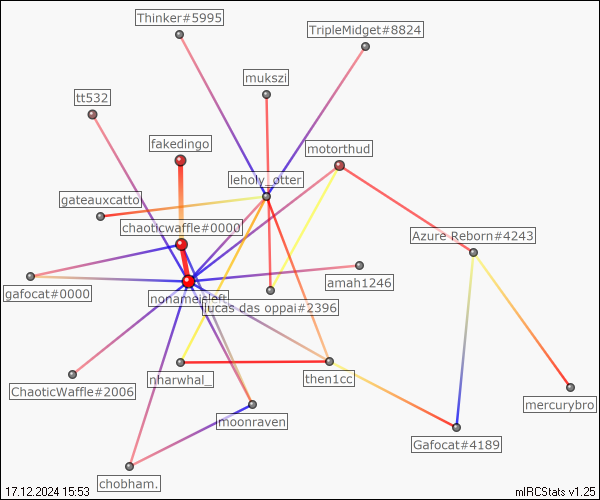 Thinker#5995
TripleMidget#8824
mukszi
tt532
fakedingo
motorthud
leholy_otter
gateauxcatto
chaoticwaffle#0000
Azure Reborn#4243
amah1246
gafocat#0000
nonameisleft
lucas das oppai#2396
nharwhal_
then1cc
ChaoticWaffle#2006
mercurybro
moonraven
Gafocat#4189
chobham.
17.12.2024 15:53
mIRCStats v1.25